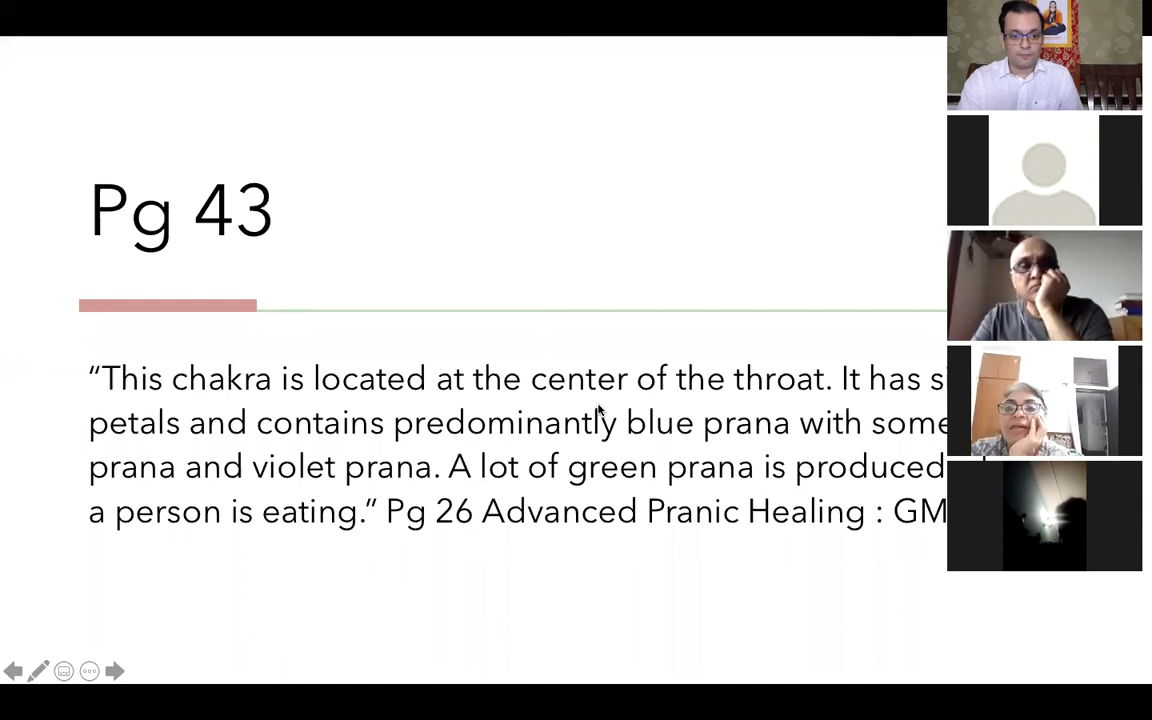 Pg 43
“This chakra is located at the center of the throat. It has
petals and contains predominantly blue prana with some
prana and violet prana. A lot of green prana is produced
a person is eating.” Pg 26 Advanced Pranic Healing : GM